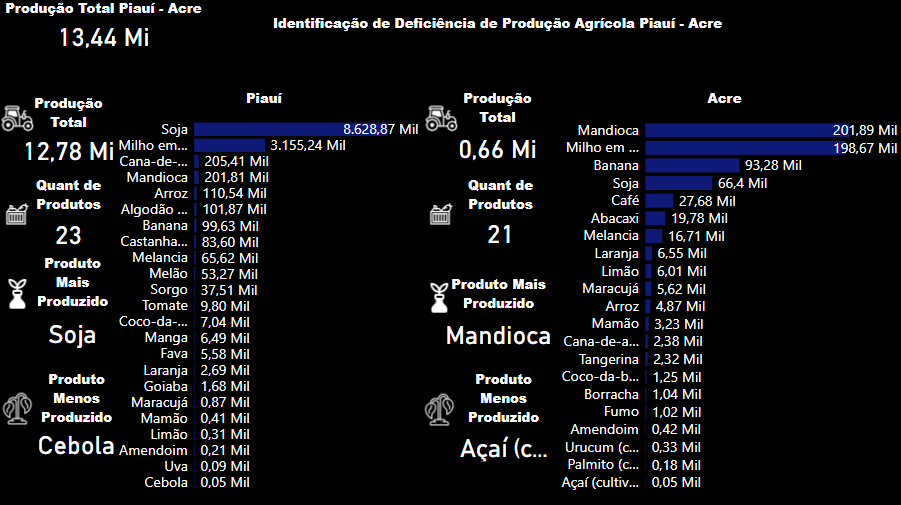 Produção Total Piauí - Acre
13,44 Mi
Identificação de Deficiência de Produção Agrícola Piauí - Acre
Produção
Total
12,78 Mi
Quant de
Produtos
23
Produto
Mais
Produzido
Soja
Produto
Menos
Produzido
Cebola
Piauí
Soja 8.628,87 Mil
Milho em... 3.155,24 Mil
Cana-de-... 205,41 Mil
Mandioca 201,81 Mil
Arroz 110,54 Mil
Algodão ... 101,87 Mil
Banana 99,63 Mil
Castanha... 83,60 Mil
Melancia 65,62 Mil
Melão 53,27 Mil
Sorgo 37,51 Mil
Tomate 9,80 Mil
Coco-da-... 7,04 Mil
Manga 6,49 Mil
Fava 5,58 Mil
Laranja 2,69 Mil
Goiaba 1,68 Mil
Maracujá 0,87 Mil
Mamão 0,41 Mil
Limão 0,31 Mil
Amendoim 0,21 Mil
Uva 0,09 Mil
Cebola 0,05 Mil
Produção
Total
0,66 Mi
Quant de
Produtos
21
Produto Mais
Produzido
Mandioca
Produto
Menos
Produzido
Açaí (c...
Acre
Mandioca 201,89 Mil
Milho em ... 198,67 Mil
Banana 93,28 Mil
Soja 66,4 Mil
Café 27,68 Mil
Abacaxi 19,78 Mil
Melancia 16,71 Mil
Laranja 6,55 Mil
Limão 6,01 Mil
Maracujá 5,62 Mil
Arroz 4,87 Mil
Mamão 3,23 Mil
Cana-de-a... 2,38 Mil
Tangerina 2,32 Mil
Coco-da-b... 1,25 Mil
Borracha 1,04 Mil
Fumo 1,02 Mil
Amendoim 0,42 Mil
Urucum (c... 0,33 Mil
Palmito (c... 0,18 Mil
Açaí (cultiv... 0,05 Mil